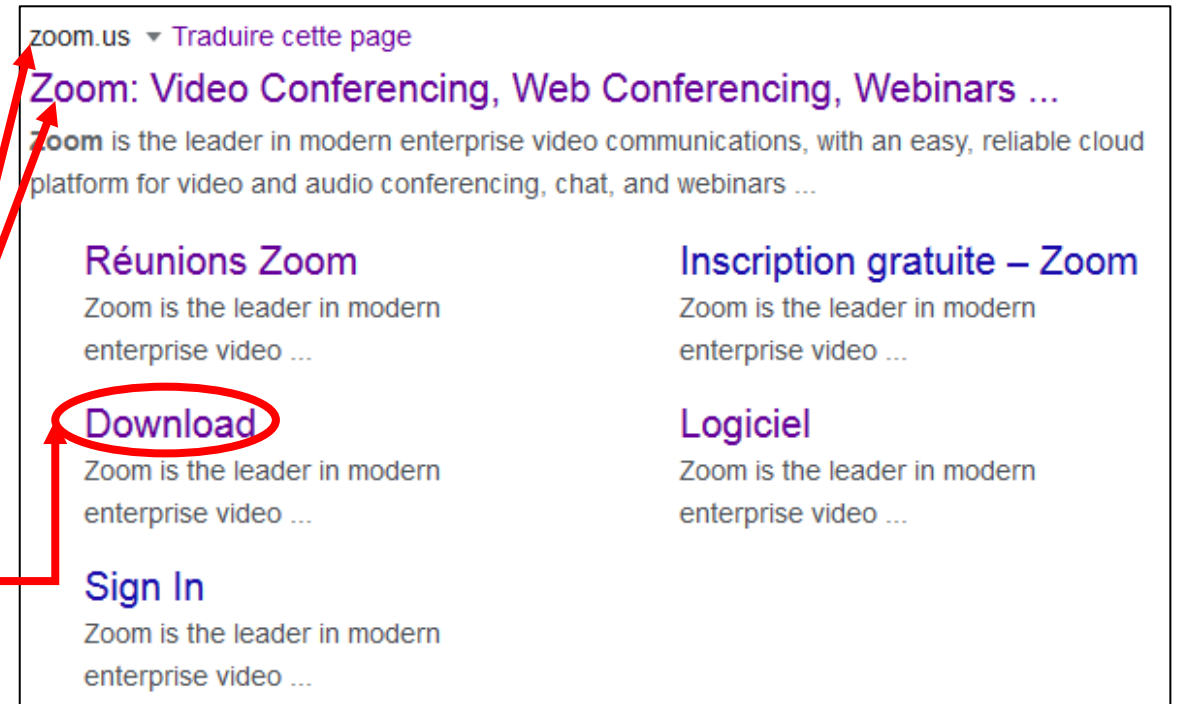 zoom.us ▾ Traduire cette page
Zoom: Video Conferencing, Web Conferencing, Webinars ...
Zoom is the leader in modern enterprise video communications, with an easy, reliable cloud
platform for video and audio conferencing, chat, and webinars ...
Réunions Zoom
Zoom is the leader in modern
enterprise video ...
Inscription gratuite – Zoom
Zoom is the leader in modern
enterprise video ...
Download
Zoom is the leader in modern
enterprise video ...
Logiciel
Zoom is the leader in modern
enterprise video ...
Sign In
Zoom is the leader in modern
enterprise video ...